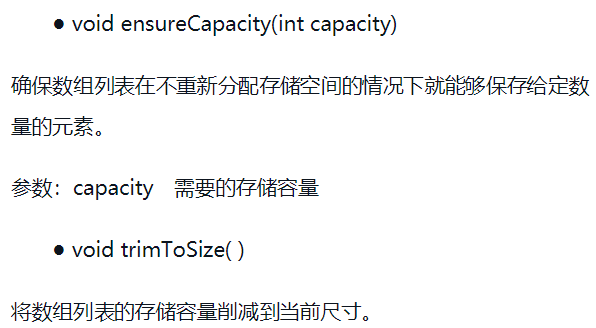 ● void ensureCapacity(int capacity)
确保数组列表在不重新分配存储空间的情况下就能够保存给定数
量的元素。
参数：capacity 需要的存储容量
● void trimToSize( )
将数组列表的存储容量削减到当前尺寸。